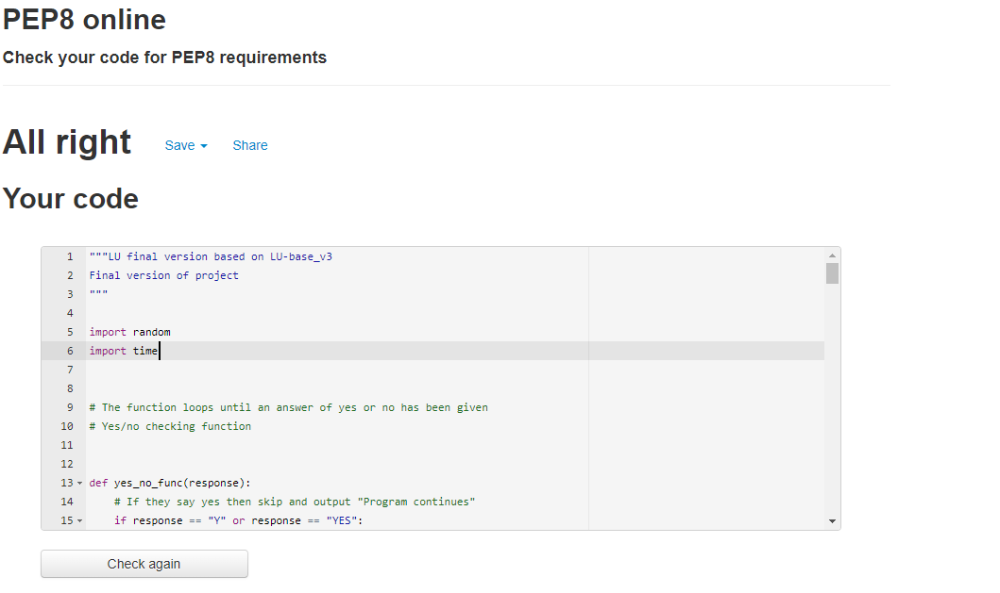 PEP8 online
Check your code for PEP8 requirements
All right Save Share
Your code
1 """LU final version based on LU-base_v3
2 Final version of project
3 """
4
5 import random
6 import time
7
8
9 # The function loops until an answer of yes or no has been given
10 # Yes/no checking function
11
12
13 def yes_no_func(response):
14     # If they say yes then skip and output "Program continues"
15     if response == "Y" or response == "YES":
Check again